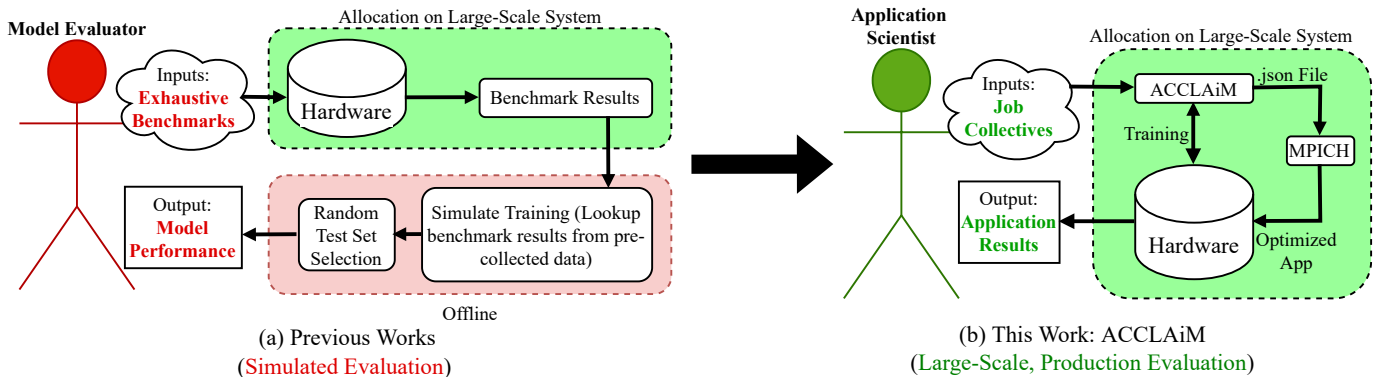 Model Evaluator
Allocation on Large-Scale System
Inputs:
Exhaustive
Benchmarks
Hardware
Benchmark Results
Output:
Model
Performance
Random
Test Set
Selection
Simulate Training (Lookup
benchmark results from pre-
collected data)
Offline
(a) Previous Works
(Simulated Evaluation)
Application
Scientist
Allocation on Large-Scale System
Inputs:
Job
Collectives
ACCLAiM
.json File
Training
MPICH
Output:
Application
Results
Hardware
Optimized
App
(b) This Work: ACCLAiM
(Large-Scale, Production Evaluation)